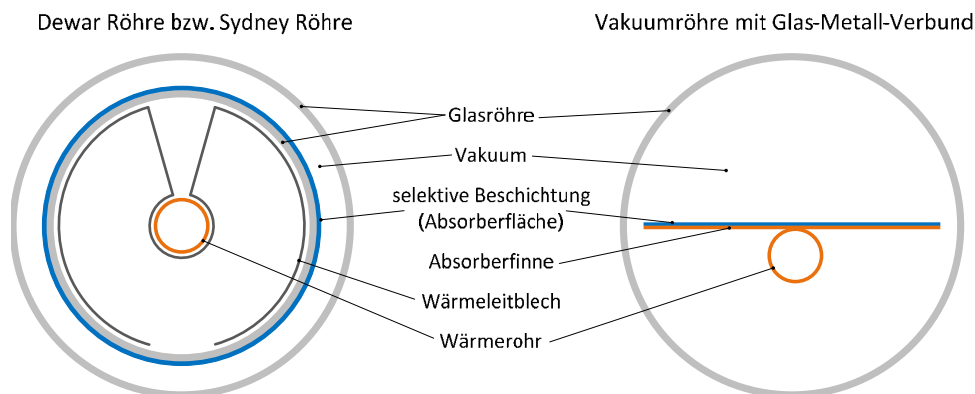 Dewar Röhre bzw. Sydney Röhre
Vakuumröhre mit Glas-Metall-Verbund
Glasröhre
Vakuum
selektive Beschichtung
(Absorberfläche)
Absorberfinne
Wärmeleitblech
Wärmerohr